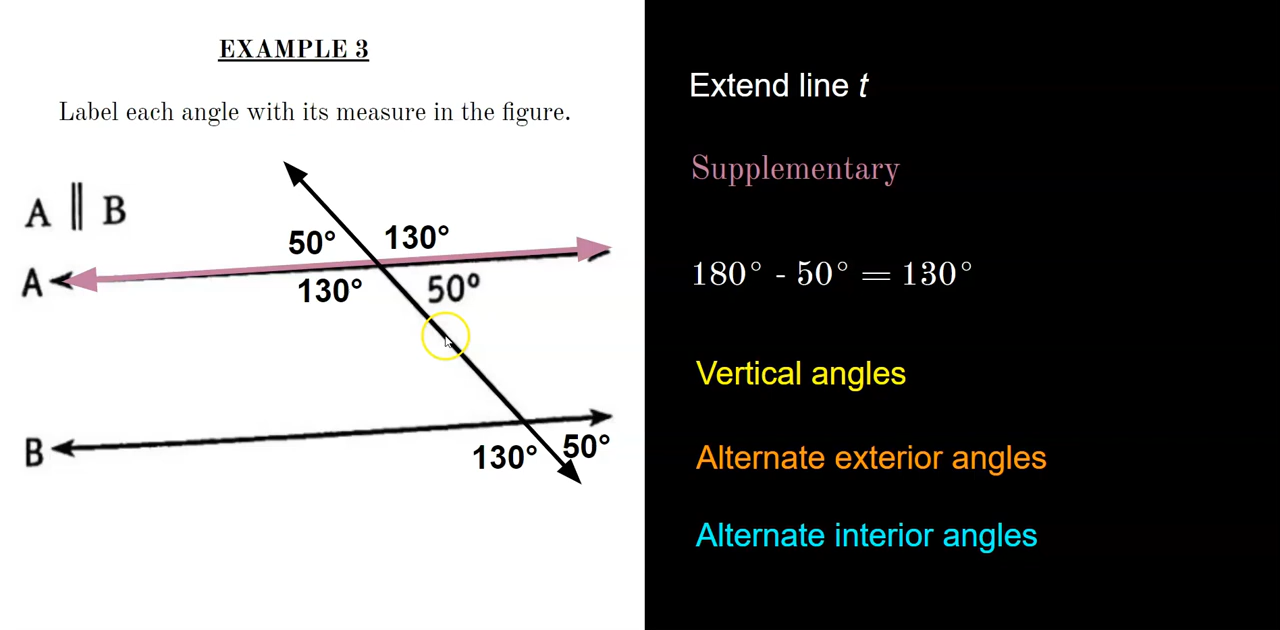 EXAMPLE 3
Label each angle with its measure in the figure.
A ∥ B
50° 130°
A
130° 50°
B
130° 50°
Extend line t
Supplementary
180° - 50° = 130°
Vertical angles
Alternate exterior angles
Alternate interior angles